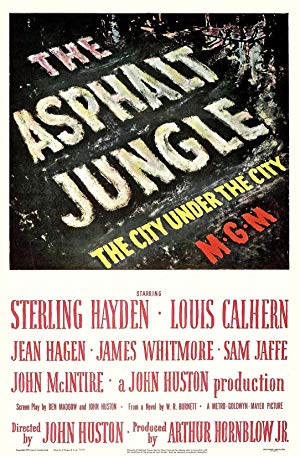 THE
ASPHALT
JUNGLE
THE CITY UNDER THE CITY
M·G·M
STARRING
STERLING HAYDEN · LOUIS CALHERN
JEAN HAGEN · JAMES WHITMORE · SAM JAFFE
JOHN McINTIRE · a JOHN HUSTON production
Screen Play by BEN MADDOW and JOHN HUSTON · From a Novel by W. R. BURNETT · A METRO-GOLDWYN-MAYER PICTURE
Directed by JOHN HUSTON · Produced by ARTHUR HORNBLOW JR.